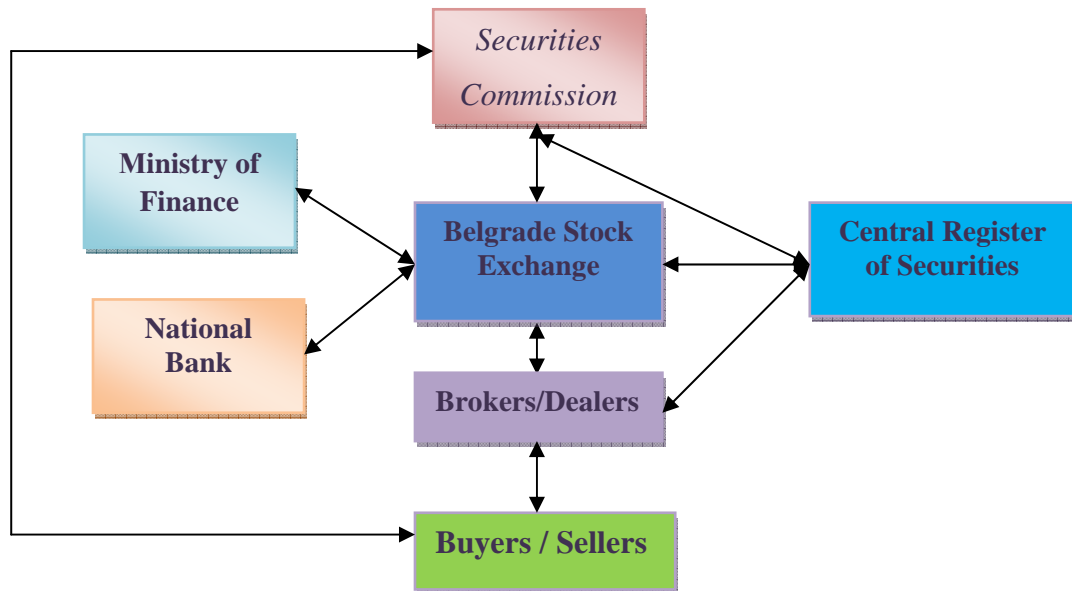 Securities
Commission
Ministry of
Finance
Belgrade Stock
Exchange
Central Register
of Securities
National
Bank
Brokers/Dealers
Buyers / Sellers